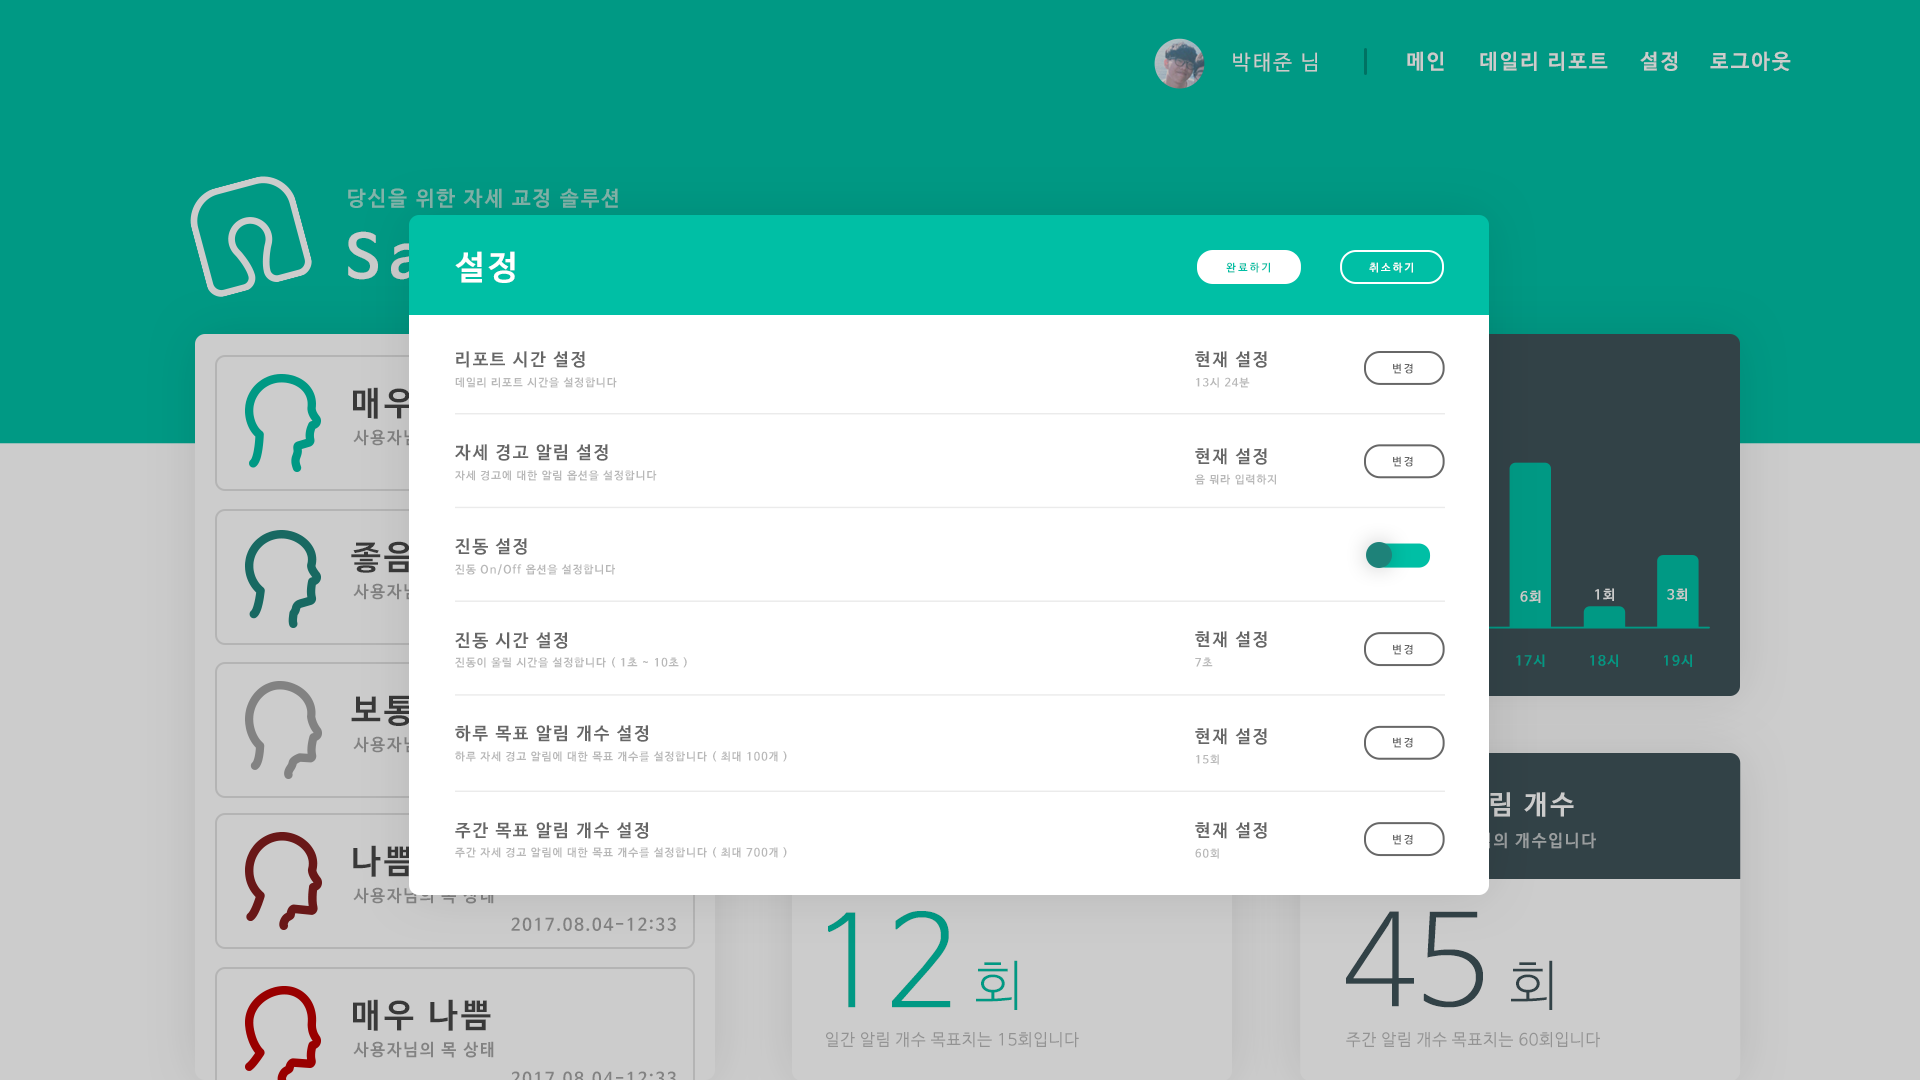 박태준 님
메인 데일리 리포트 설정 로그아웃
당신을 위한 자세 교정 솔루션
설정
완료하기 취소하기
리포트 시간 설정
데일리 리포트 시간을 설정합니다
현재 설정
13시 24분
변경
자세 경고 알림 설정
자세 경고에 대한 알림 옵션을 설정합니다
현재 설정
음 뭐라 입력하지
변경
진동 설정
진동 On/Off 옵션을 설정합니다
진동 시간 설정
진동이 울릴 시간을 설정합니다 ( 1초 ~ 10초 )
현재 설정
7초
변경
하루 목표 알림 개수 설정
하루 자세 경고 알림에 대한 목표 개수를 설정합니다 ( 최대 100개 )
현재 설정
15회
변경
주간 목표 알림 개수 설정
주간 자세 경고 알림에 대한 목표 개수를 설정합니다 ( 최대 700개 )
현재 설정
60회
변경
매우
좋음
보통
나쁨
사용자님의 목 상태
2017.08.04-12:33
매우 나쁨
사용자님의 목 상태
2017.08.04-12:33
6회 1회 3회
17시 18시 19시
림 개수
의 개수입니다
12 회
일간 알림 개수 목표치는 15회입니다
45 회
주간 알림 개수 목표치는 60회입니다